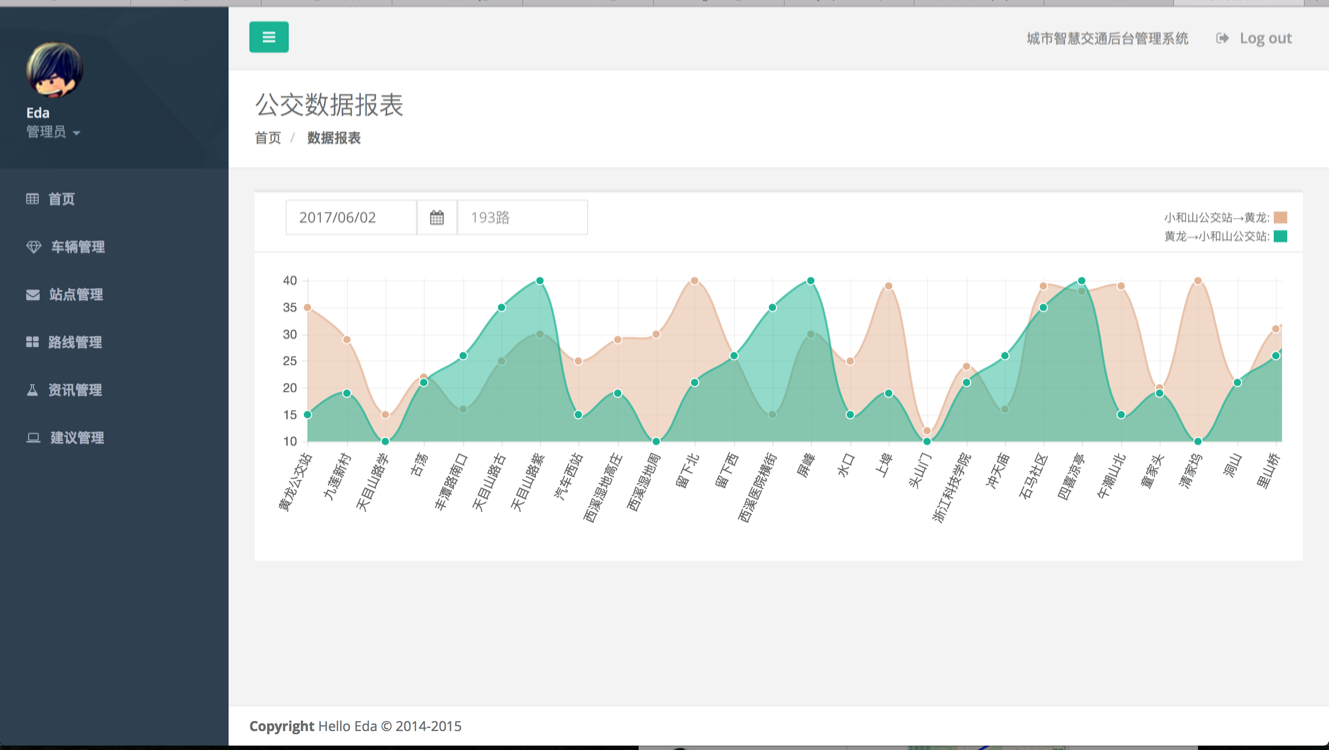 城市智慧交通后台管理系统 Log out
Eda
管理员
首页
车辆管理
站点管理
路线管理
资讯管理
建议管理
公交数据报表
首页 / 数据报表
2017/06/02 193路
小和山公交站→黄龙:
黄龙→小和山公交站:
40
35
30
25
20
15
10
黄龙公交站
九莲新村
天目山路学
古荡
丰潭路南口
天目山路古
天目山路紫
汽车西站
西溪湿地高庄
西溪湿地周
留下北
留下西
西溪医院横街
屏峰
水口
上埠
头山门
浙江科技学院
冲天庙
石马社区
四喜凉亭
午潮山北
童家头
清家坞
洞山
里山桥
Copyright Hello Eda © 2014-2015